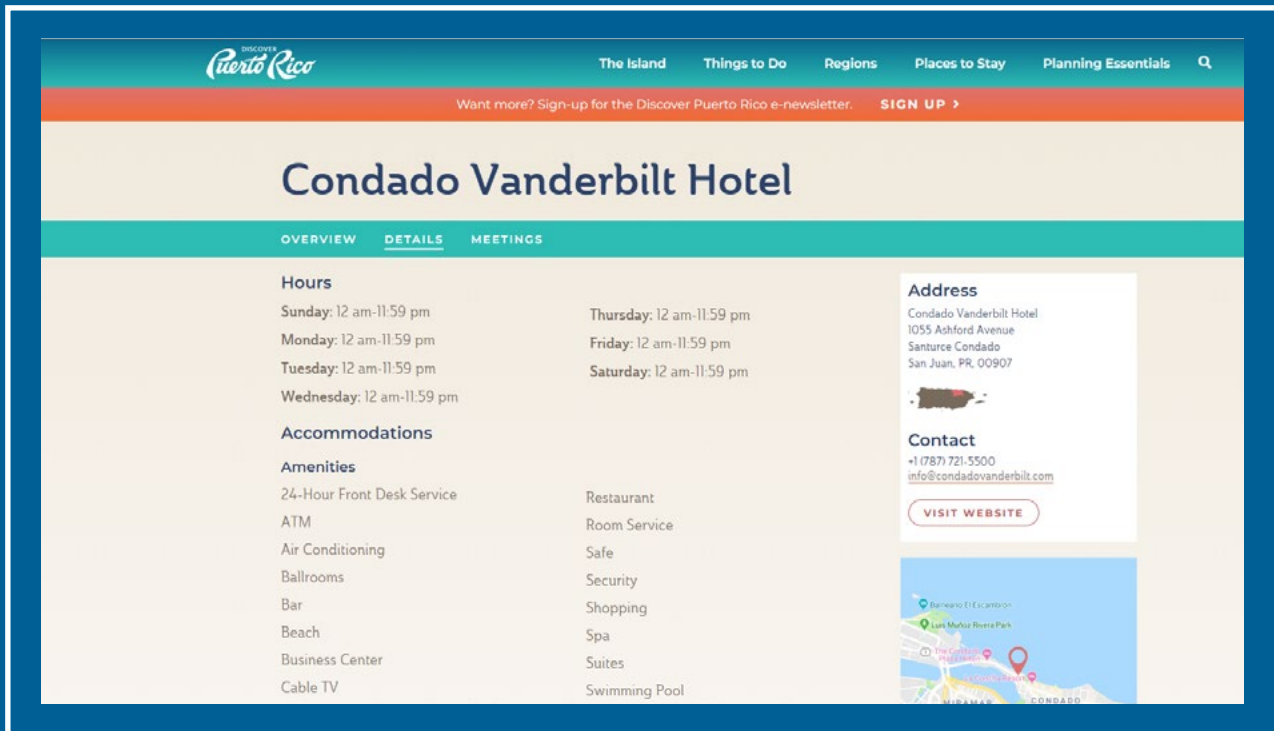 DISCOVER
Puerto Rico
The Island Things to Do Regions Places to Stay Planning Essentials
Want more? Sign-up for the Discover Puerto Rico e-newsletter. SIGN UP >
Condado Vanderbilt Hotel
OVERVIEW DETAILS MEETINGS
Hours
Sunday: 12 am-11:59 pm
Monday: 12 am-11:59 pm
Tuesday: 12 am-11:59 pm
Wednesday: 12 am-11:59 pm
Thursday: 12 am-11:59 pm
Friday: 12 am-11:59 pm
Saturday: 12 am-11:59 pm
Accommodations
Amenities
24-Hour Front Desk Service
ATM
Air Conditioning
Ballrooms
Bar
Beach
Business Center
Cable TV
Restaurant
Room Service
Safe
Security
Shopping
Spa
Suites
Swimming Pool
Address
Condado Vanderbilt Hotel
1055 Ashford Avenue
Santurce Condado
San Juan, PR, 00907
Contact
+1 (787) 721-5500
info@condadovanderbilt.com
VISIT WEBSITE
Balneario El Escambrón
Luis Muñoz Rivera Park
The Condado
Plaza Hilton
La Concha Resort
MIRAMAR
CONDADO